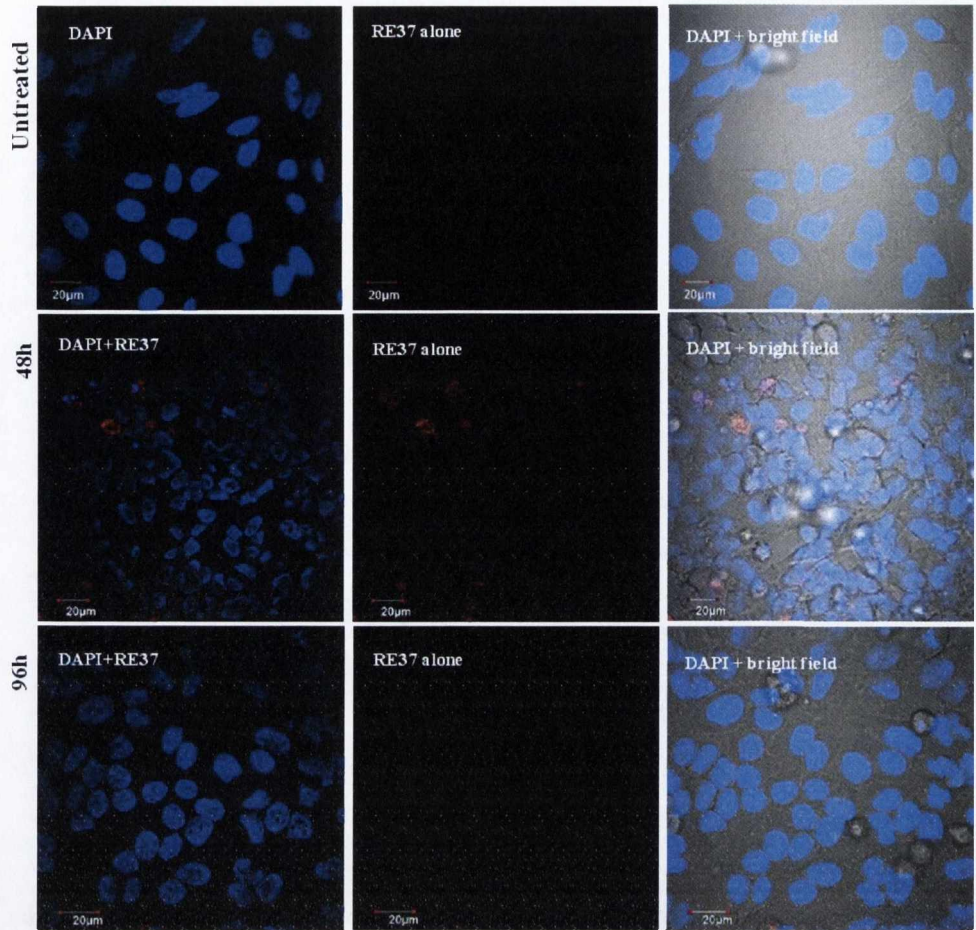 Untreated
DAPI
RE37 alone
DAPI + bright field
20µm
20µm
20µm
48h
DAPI+RE37
RE37 alone
DAPI + bright field
20µm
20µm
20µm
96h
DAPI+RE37
RE37 alone
DAPI + bright field
20µm
20µm
20µm